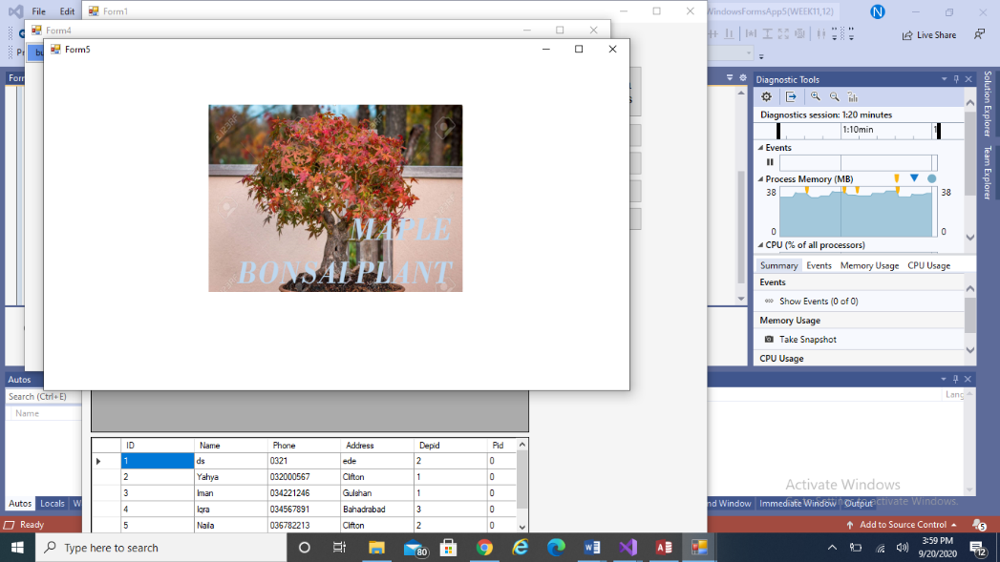 File Edit
Form1
WindowsFormsApp5(WEEK11,12)
N
Form4
Live Share
Form5
Diagnostic Tools
Diagnostics session: 1:20 minutes
1:10min
Events
Process Memory (MB)
38
38
0
0
CPU (% of all processors)
Summary Events Memory Usage CPU Usage
Events
Show Events (0 of 0)
Memory Usage
Take Snapshot
CPU Usage
Solution Explorer
Team Explorer
MAPLE
BONSAI PLANT
Autos
Search (Ctrl+E)
Name
Lang
ID Name Phone Address Depid Pid
1 ds 0321 ede 2 0
2 Yahya 032000567 Clifton 1 0
3 Iman 034221246 Gulshan 1 0
4 Iqra 034567891 Bahadrabad 3 0
5 Naila 036782213 Clifton 2 0
Activate Windows
Go to Settings to activate Windows.
Autos Locals W
nd Window Immediate Window Output
Ready
Add to Source Control
5
Type here to search
80
3:59 PM
9/20/2020
12